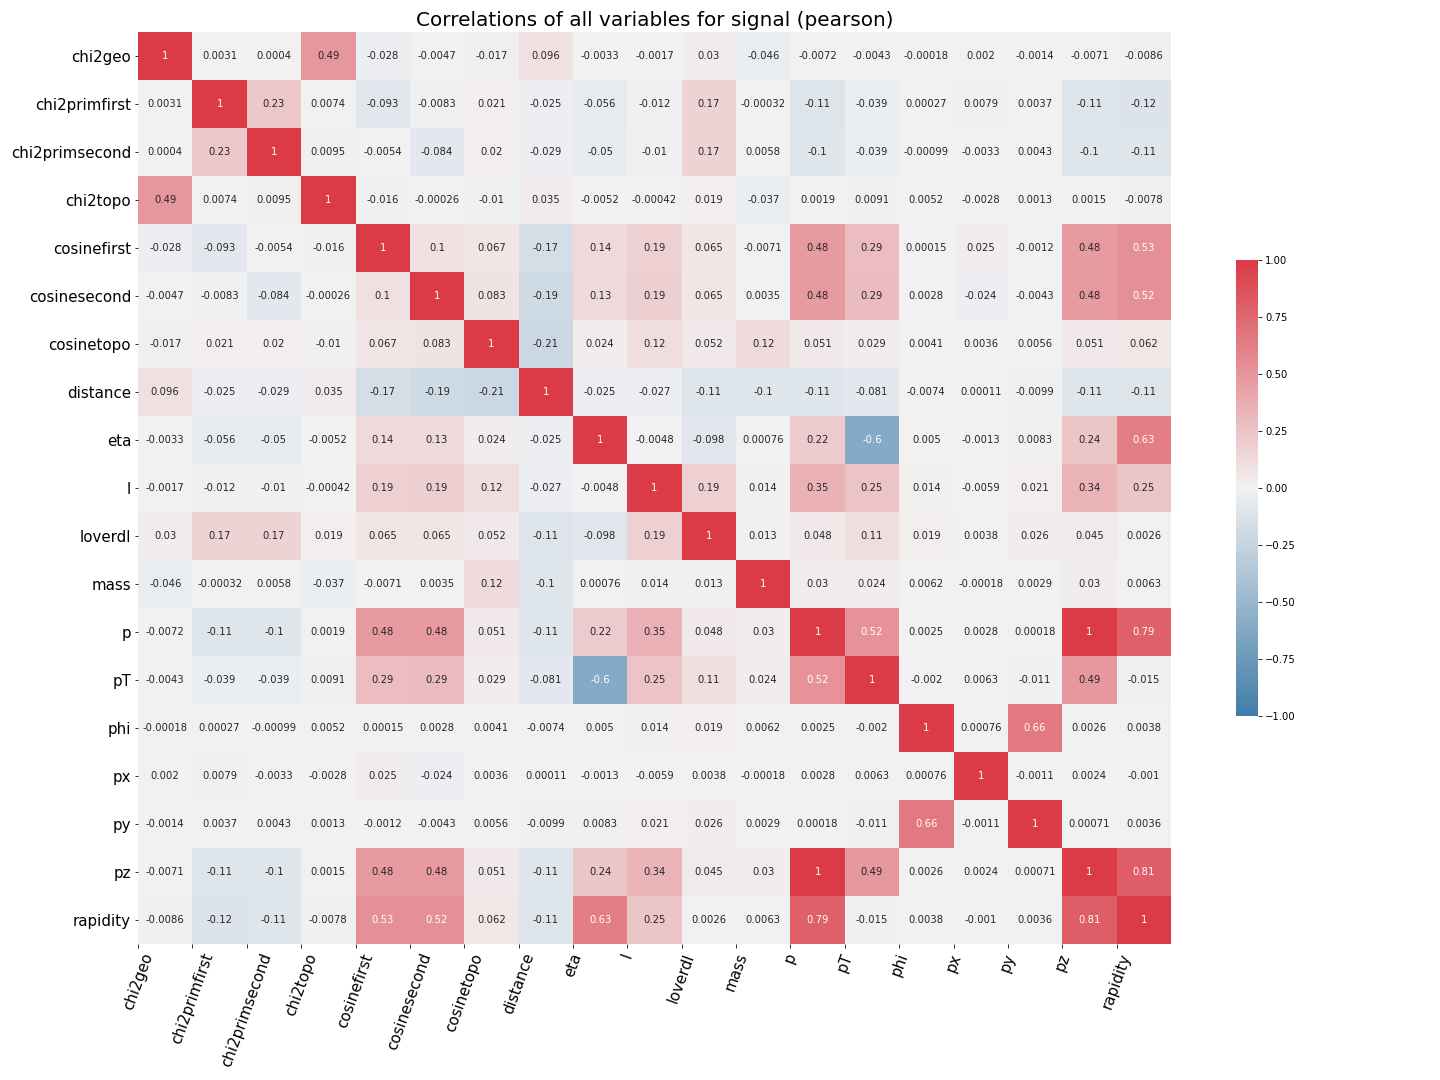 Correlations of all variables for signal (pearson)
chi2geo 1 0.0031 0.0004 0.49 -0.028 -0.0047 -0.017 0.096 -0.0033 -0.0017 0.03 -0.046 -0.0072 -0.0043 -0.00018 0.002 -0.0014 -0.0071 -0.0086
chi2primfirst 0.0031 1 0.23 0.0074 -0.093 -0.0083 0.021 -0.025 -0.056 -0.012 0.17 -0.00032 -0.11 -0.039 0.00027 0.0079 0.0037 -0.11 -0.12
chi2primsecond 0.0004 0.23 1 0.0095 -0.0054 -0.084 0.02 -0.029 -0.05 -0.01 0.17 0.0058 -0.1 -0.039 -0.00099 -0.0033 0.0043 -0.1 -0.11
chi2topo 0.49 0.0074 0.0095 1 -0.016 -0.00026 -0.01 0.035 -0.0052 -0.00042 0.019 -0.037 0.0019 0.0091 0.0052 -0.0028 0.0013 0.0015 -0.0078
cosinefirst -0.028 -0.093 -0.0054 -0.016 1 0.1 0.067 -0.17 0.14 0.19 0.065 -0.0071 0.48 0.29 0.00015 0.025 -0.0012 0.48 0.53
cosinesecond -0.0047 -0.0083 -0.084 -0.00026 0.1 1 0.083 -0.19 0.13 0.19 0.065 0.0035 0.48 0.29 0.0028 -0.024 -0.0043 0.48 0.52
cosinetopo -0.017 0.021 0.02 -0.01 0.067 0.083 1 -0.21 0.024 0.12 0.052 0.12 0.051 0.029 0.0041 0.0036 0.0056 0.051 0.062
distance 0.096 -0.025 -0.029 0.035 -0.17 -0.19 -0.21 1 -0.025 -0.027 -0.11 -0.1 -0.11 -0.081 -0.0074 0.00011 -0.0099 -0.11 -0.11
eta -0.0033 -0.056 -0.05 -0.0052 0.14 0.13 0.024 -0.025 1 -0.0048 -0.098 0.00076 0.22 -0.6 0.005 -0.0013 0.0083 0.24 0.63
l -0.0017 -0.012 -0.01 -0.00042 0.19 0.19 0.12 -0.027 -0.0048 1 0.19 0.014 0.35 0.25 0.014 -0.0059 0.021 0.34 0.25
loverdl 0.03 0.17 0.17 0.019 0.065 0.065 0.052 -0.11 -0.098 0.19 1 0.013 0.048 0.11 0.019 0.0038 0.026 0.045 0.0026
mass -0.046 -0.00032 0.0058 -0.037 -0.0071 0.0035 0.12 -0.1 0.00076 0.014 0.013 1 0.03 0.024 0.0062 -0.00018 0.0029 0.03 0.0063
p -0.0072 -0.11 -0.1 0.0019 0.48 0.48 0.051 -0.11 0.22 0.35 0.048 0.03 1 0.52 0.0025 0.0028 0.00018 1 0.79
pT -0.0043 -0.039 -0.039 0.0091 0.29 0.29 0.029 -0.081 -0.6 0.25 0.11 0.024 0.52 1 -0.002 0.0063 -0.011 0.49 -0.015
phi -0.00018 0.00027 -0.00099 0.0052 0.00015 0.0028 0.0041 -0.0074 0.005 0.014 0.019 0.0062 0.0025 -0.002 1 0.00076 0.66 0.0026 0.0038
px 0.002 0.0079 -0.0033 -0.0028 0.025 -0.024 0.0036 0.00011 -0.0013 -0.0059 0.0038 -0.00018 0.0028 0.0063 0.00076 1 -0.0011 0.0024 -0.001
py -0.0014 0.0037 0.0043 0.0013 -0.0012 -0.0043 0.0056 -0.0099 0.0083 0.021 0.026 0.0029 0.00018 -0.011 0.66 -0.0011 1 0.00071 0.0036
pz -0.0071 -0.11 -0.1 0.0015 0.48 0.48 0.051 -0.11 0.24 0.34 0.045 0.03 1 0.49 0.0026 0.0024 0.00071 1 0.81
rapidity -0.0086 -0.12 -0.11 -0.0078 0.53 0.52 0.062 -0.11 0.63 0.25 0.0026 0.0063 0.79 -0.015 0.0038 -0.001 0.0036 0.81 1
chi2geo chi2primfirst chi2primsecond chi2topo cosinefirst cosinesecond cosinetopo distance eta l loverdl mass p pT phi px py pz rapidity
1.00
0.75
0.50
0.25
0.00
−0.25
−0.50
−0.75
−1.00